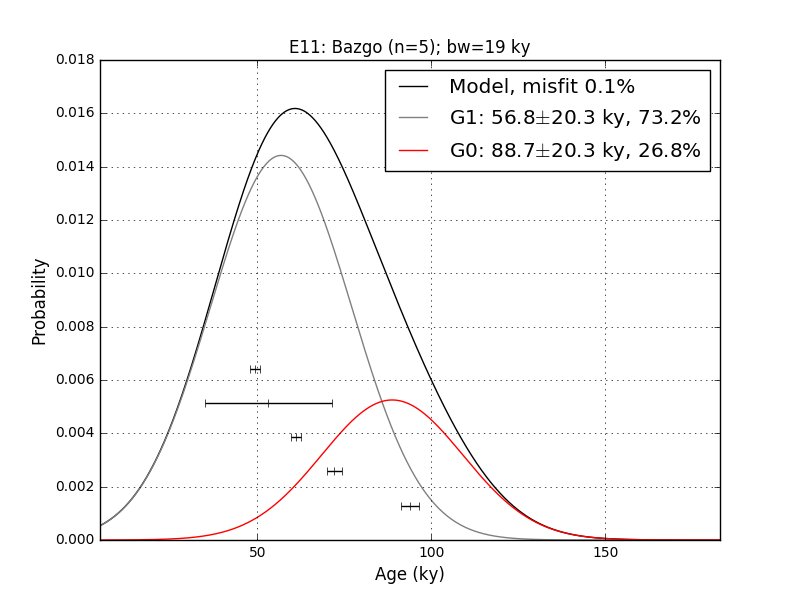 E11: Bazgo (n=5); bw=19 ky
Model, misfit 0.1%
G1: 56.8±20.3 ky, 73.2%
G0: 88.7±20.3 ky, 26.8%
Probability
0.018
0.016
0.014
0.012
0.010
0.008
0.006
0.004
0.002
0.000
50
100
150
Age (ky)